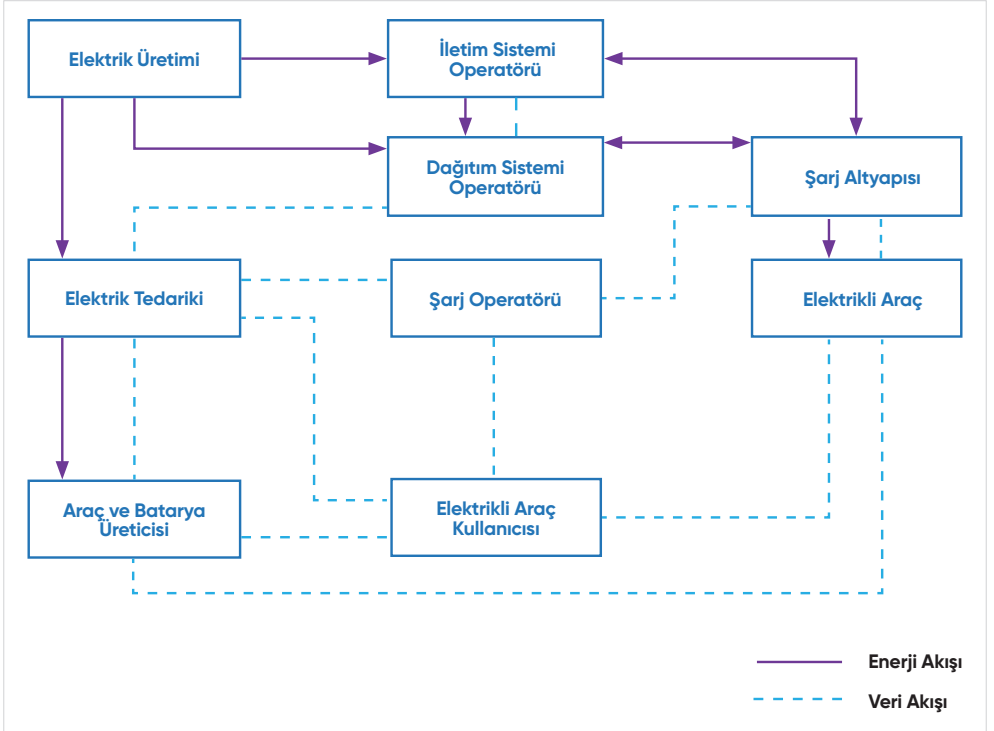 Elektrik Üretimi
İletim Sistemi
Operatörü
Dağıtım Sistemi
Operatörü
Şarj Altyapısı
Elektrik Tedariki
Şarj Operatörü
Elektrikli Araç
Araç ve Batarya
Üreticisi
Elektrikli Araç
Kullanıcısı
Enerji Akışı
Veri Akışı